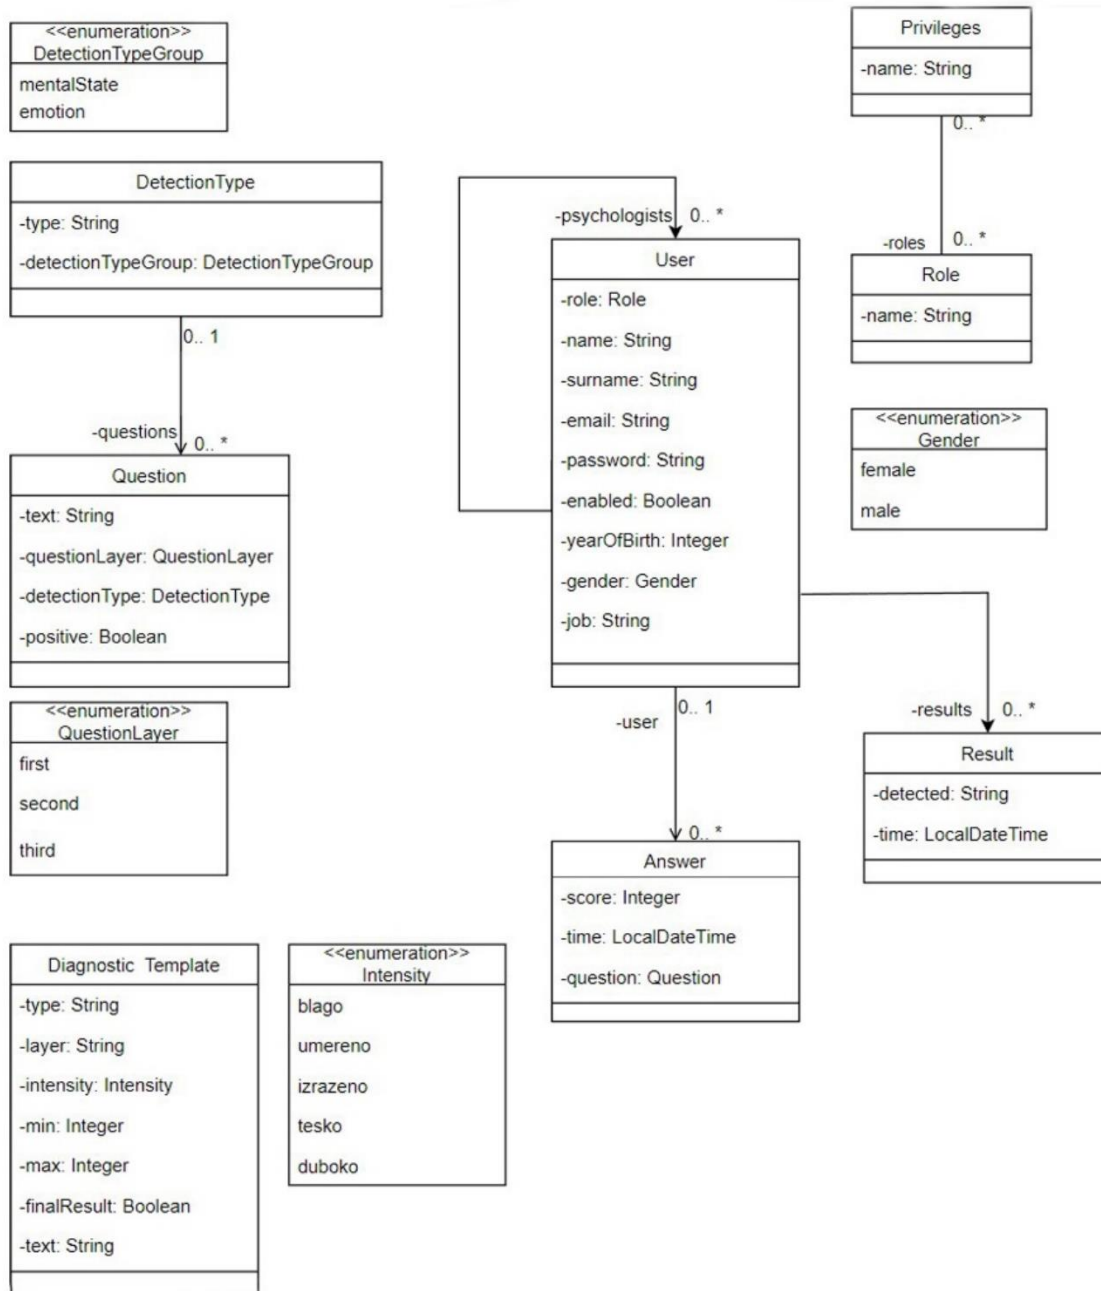 <<enumeration>>
DetectionTypeGroup
mentalState
emotion
DetectionType
-type: String
-detectionTypeGroup: DetectionTypeGroup
0.. 1
-questions
0.. *
Question
-text: String
-questionLayer: QuestionLayer
-detectionType: DetectionType
-positive: Boolean
<<enumeration>>
QuestionLayer
first
second
third
Diagnostic Template
-type: String
-layer: String
-intensity: Intensity
-min: Integer
-max: Integer
-finalResult: Boolean
-text: String
<<enumeration>>
Intensity
blago
umereno
izrazeno
tesko
duboko
-psychologists 0.. *
User
-role: Role
-name: String
-surname: String
-email: String
-password: String
-enabled: Boolean
-yearOfBirth: Integer
-gender: Gender
-job: String
0.. 1
-user
0.. *
Answer
-score: Integer
-time: LocalDateTime
-question: Question
Privileges
-name: String
0.. *
0.. *
-roles
Role
-name: String
<<enumeration>>
Gender
female
male
-results 0.. *
Result
-detected: String
-time: LocalDateTime